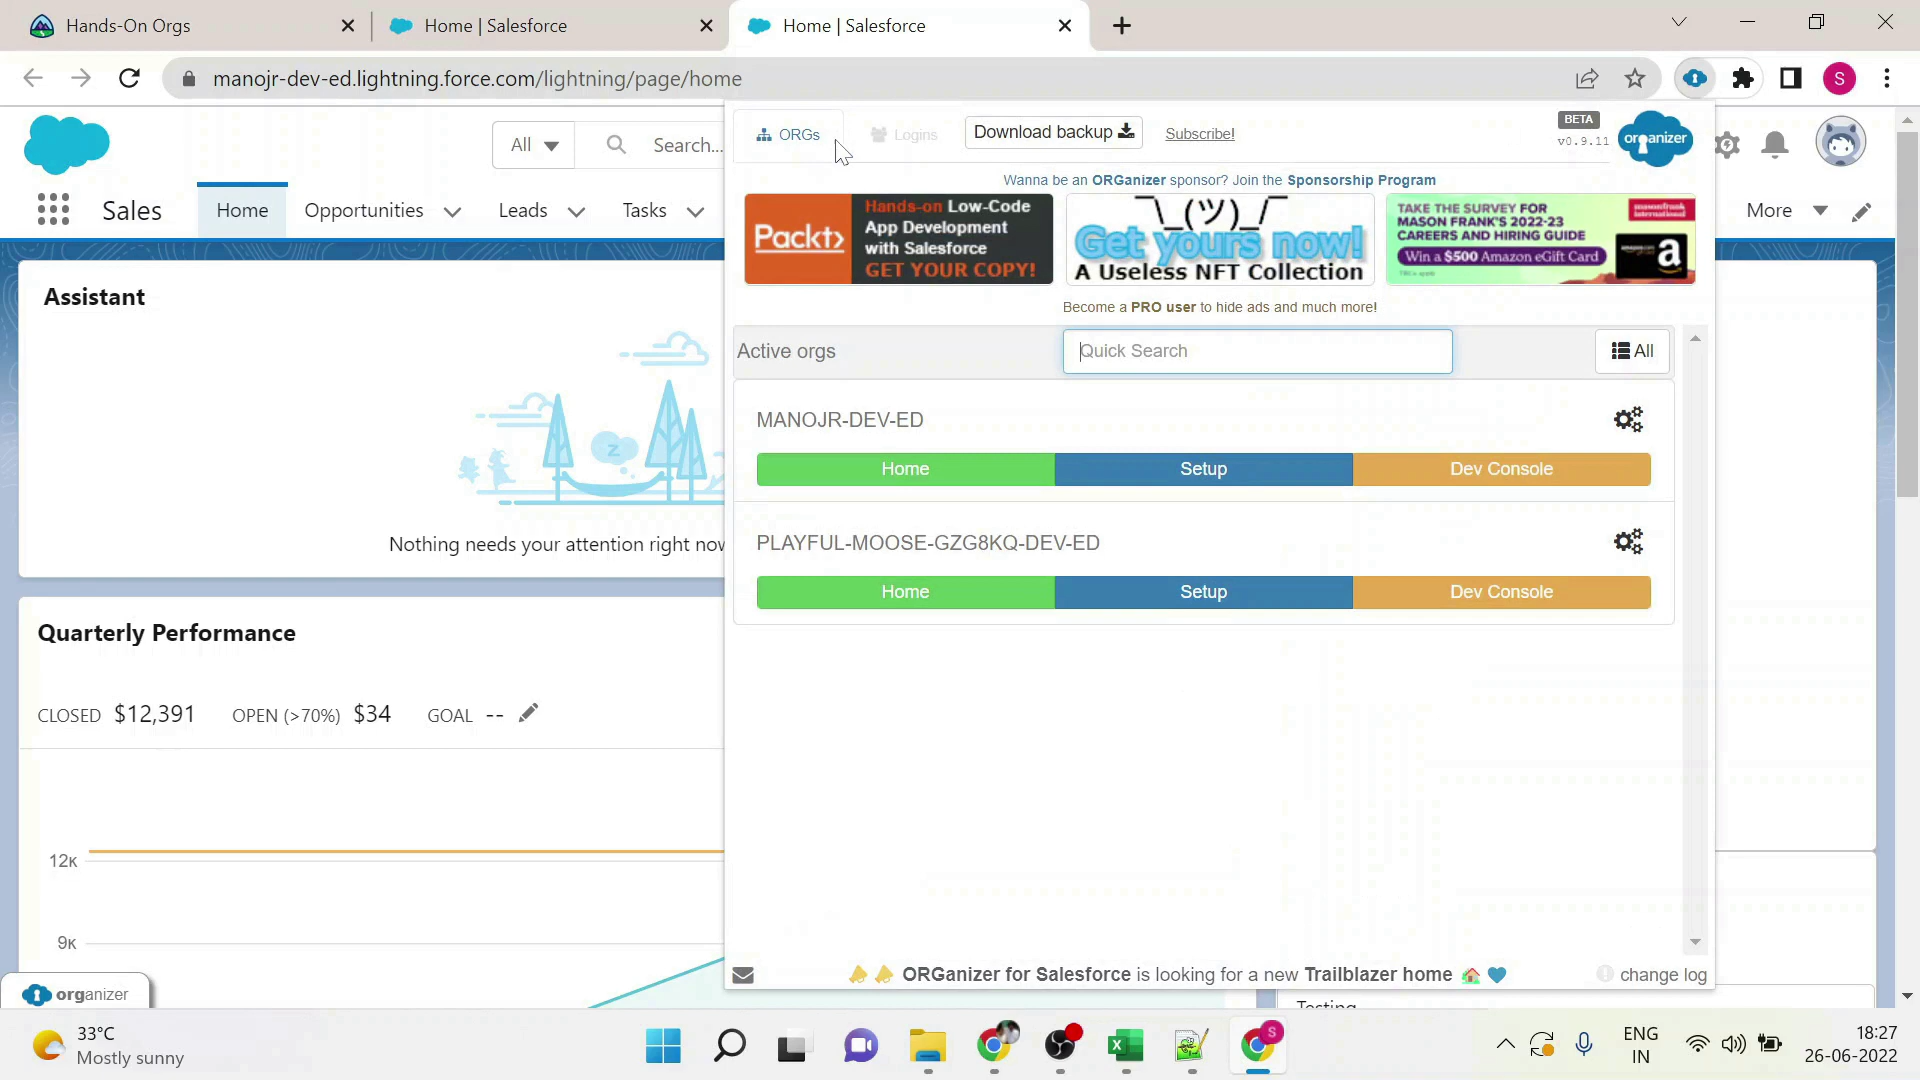 Hands-On Orgs
Home | Salesforce
Home | Salesforce
manojr-dev-ed.lightning.force.com/lightning/page/home
S
All
Search...
Sales
Home
Opportunities
Leads
Tasks
More
ORGs
Logins
Download backup
Subscribe!
BETA
v0.9.11
organizer
Wanna be an ORGanizer sponsor? Join the Sponsorship Program
Packt>
Hands-on Low-Code
App Development
with Salesforce
GET YOUR COPY!
¯\_(ツ)_/¯
Get yours now!
A Useless NFT Collection
TAKE THE SURVEY FOR
MASON FRANK'S 2022-23
CAREERS AND HIRING GUIDE
Win a $500 Amazon eGift Card
a
Become a PRO user to hide ads and much more!
Active orgs
Quick Search
All
MANOJR-DEV-ED
Home
Setup
Dev Console
PLAYFUL-MOOSE-GZG8KQ-DEV-ED
Home
Setup
Dev Console
ORGanizer for Salesforce is looking for a new Trailblazer home
change log
Assistant
z
Nothing needs your attention right now
Quarterly Performance
CLOSED $12,391
OPEN (>70%) $34
GOAL --
12K
9K
organizer
Testing
33°C
Mostly sunny
S
ENG
IN
18:27
26-06-2022